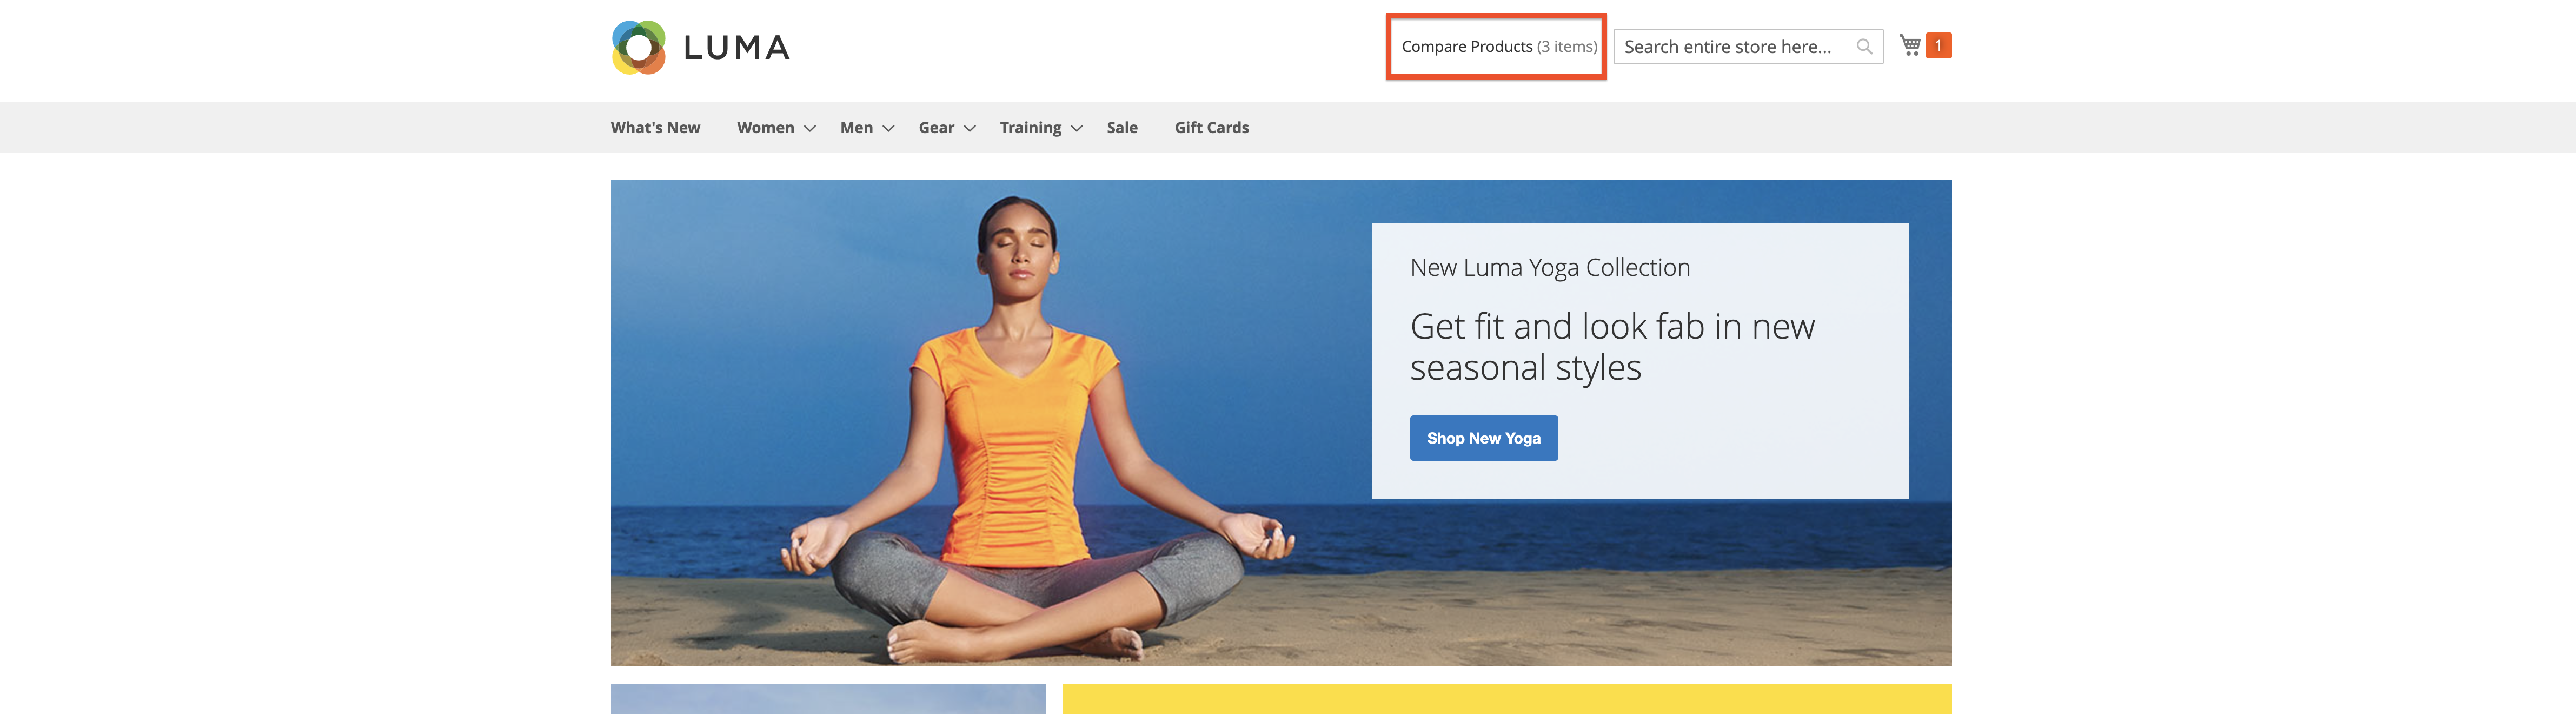 LUMA
Compare Products (3 items)
Search entire store here...
1
What's New Women Men Gear Training Sale Gift Cards
New Luma Yoga Collection
Get fit and look fab in new
seasonal styles
Shop New Yoga